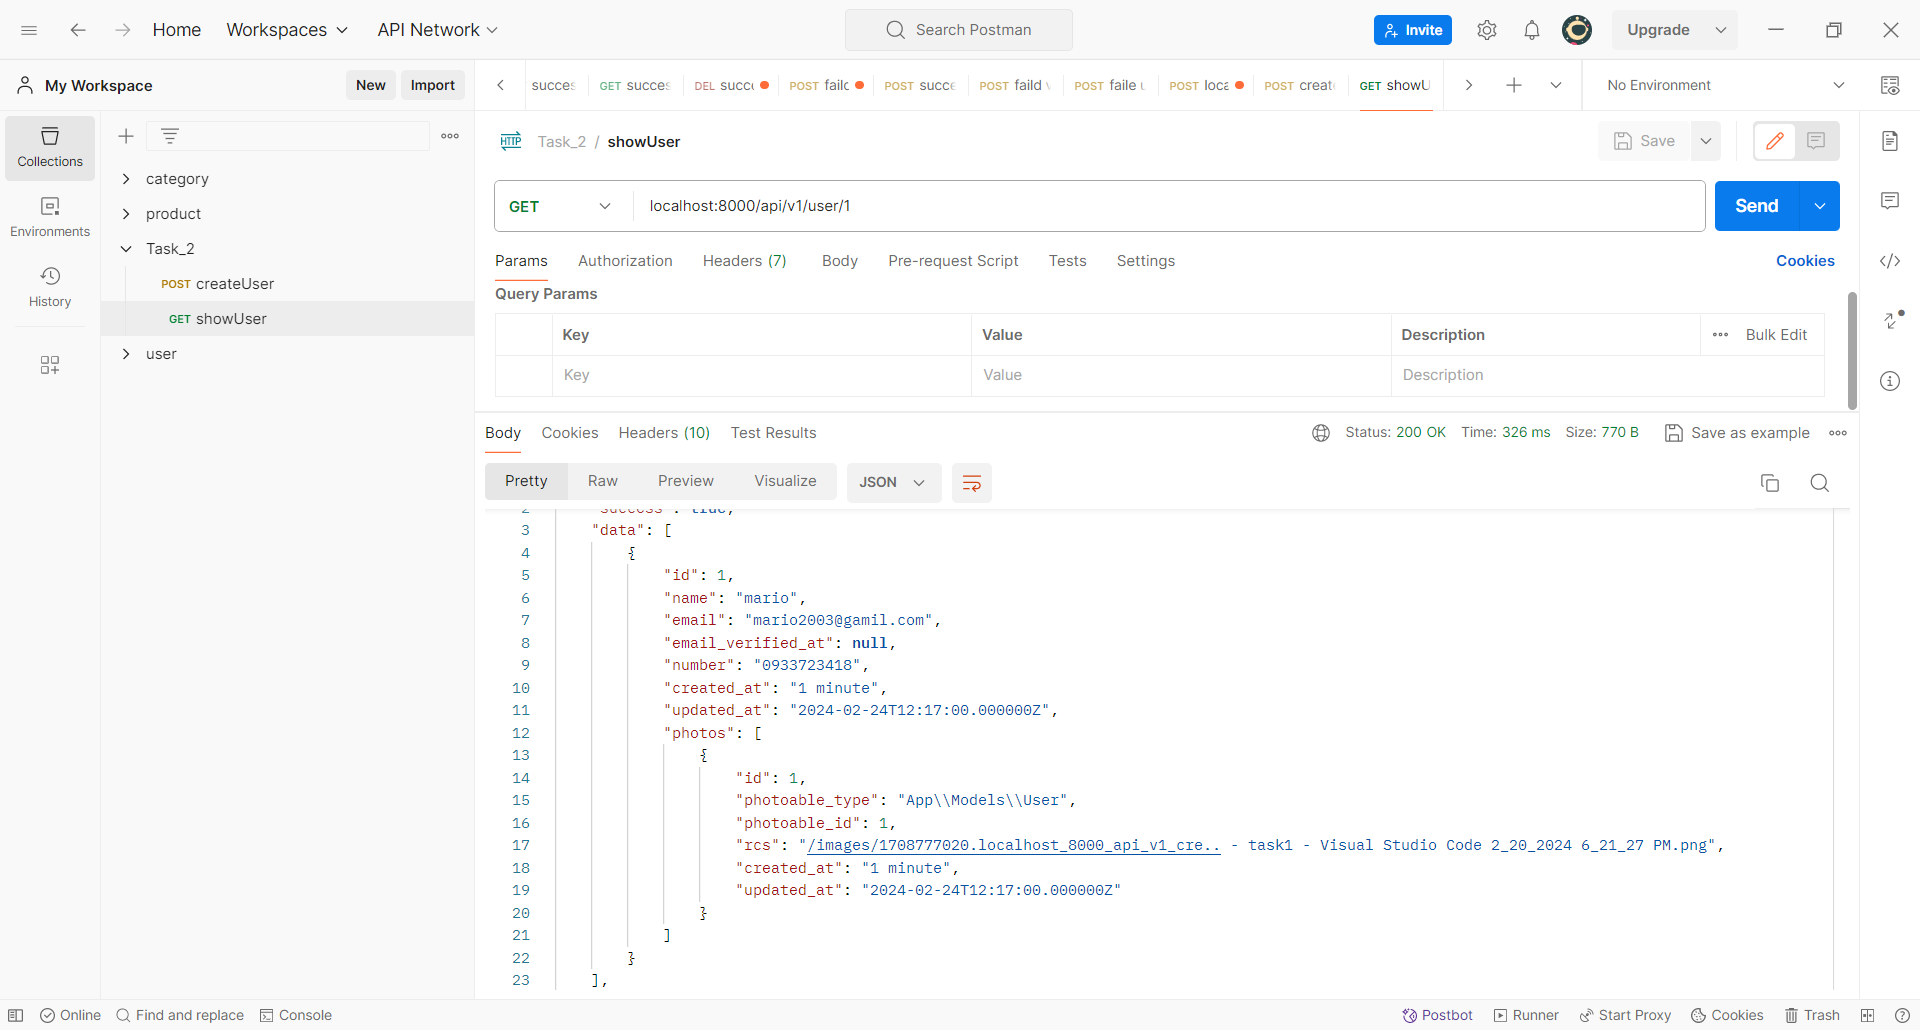 Home Workspaces API Network Search Postman Invite Upgrade
My Workspace New Import
succes GET succes DEL succ POST failc POST succe POST faild POST faile u POST loca POST creat GET showU No Environment
Collections
Environments
History
category
product
Task_2
POST createUser
GET showUser
user
HTTP Task_2 / showUser Save
GET localhost:8000/api/v1/user/1 Send
Params Authorization Headers (7) Body Pre-request Script Tests Settings Cookies
Query Params
Key Value Description Bulk Edit
Key Value Description
Body Cookies Headers (10) Test Results Status: 200 OK Time: 326 ms Size: 770 B Save as example
Pretty Raw Preview Visualize JSON
2 "success": true,
3 "data": [
4 {
5 "id": 1,
6 "name": "mario",
7 "email": "mario2003@gamil.com",
8 "email_verified_at": null,
9 "number": "0933723418",
10 "created_at": "1 minute",
11 "updated_at": "2024-02-24T12:17:00.000000Z",
12 "photos": [
13 {
14 "id": 1,
15 "photoable_type": "App\\Models\\User",
16 "photoable_id": 1,
17 "rcs": "/images/1708777020.localhost_8000_api_v1_cre.. - task1 - Visual Studio Code 2_20_2024 6_21_27 PM.png",
18 "created_at": "1 minute",
19 "updated_at": "2024-02-24T12:17:00.000000Z"
20 }
21 ]
22 }
23 ],
Online Find and replace Console Postbot Runner Start Proxy Cookies Trash